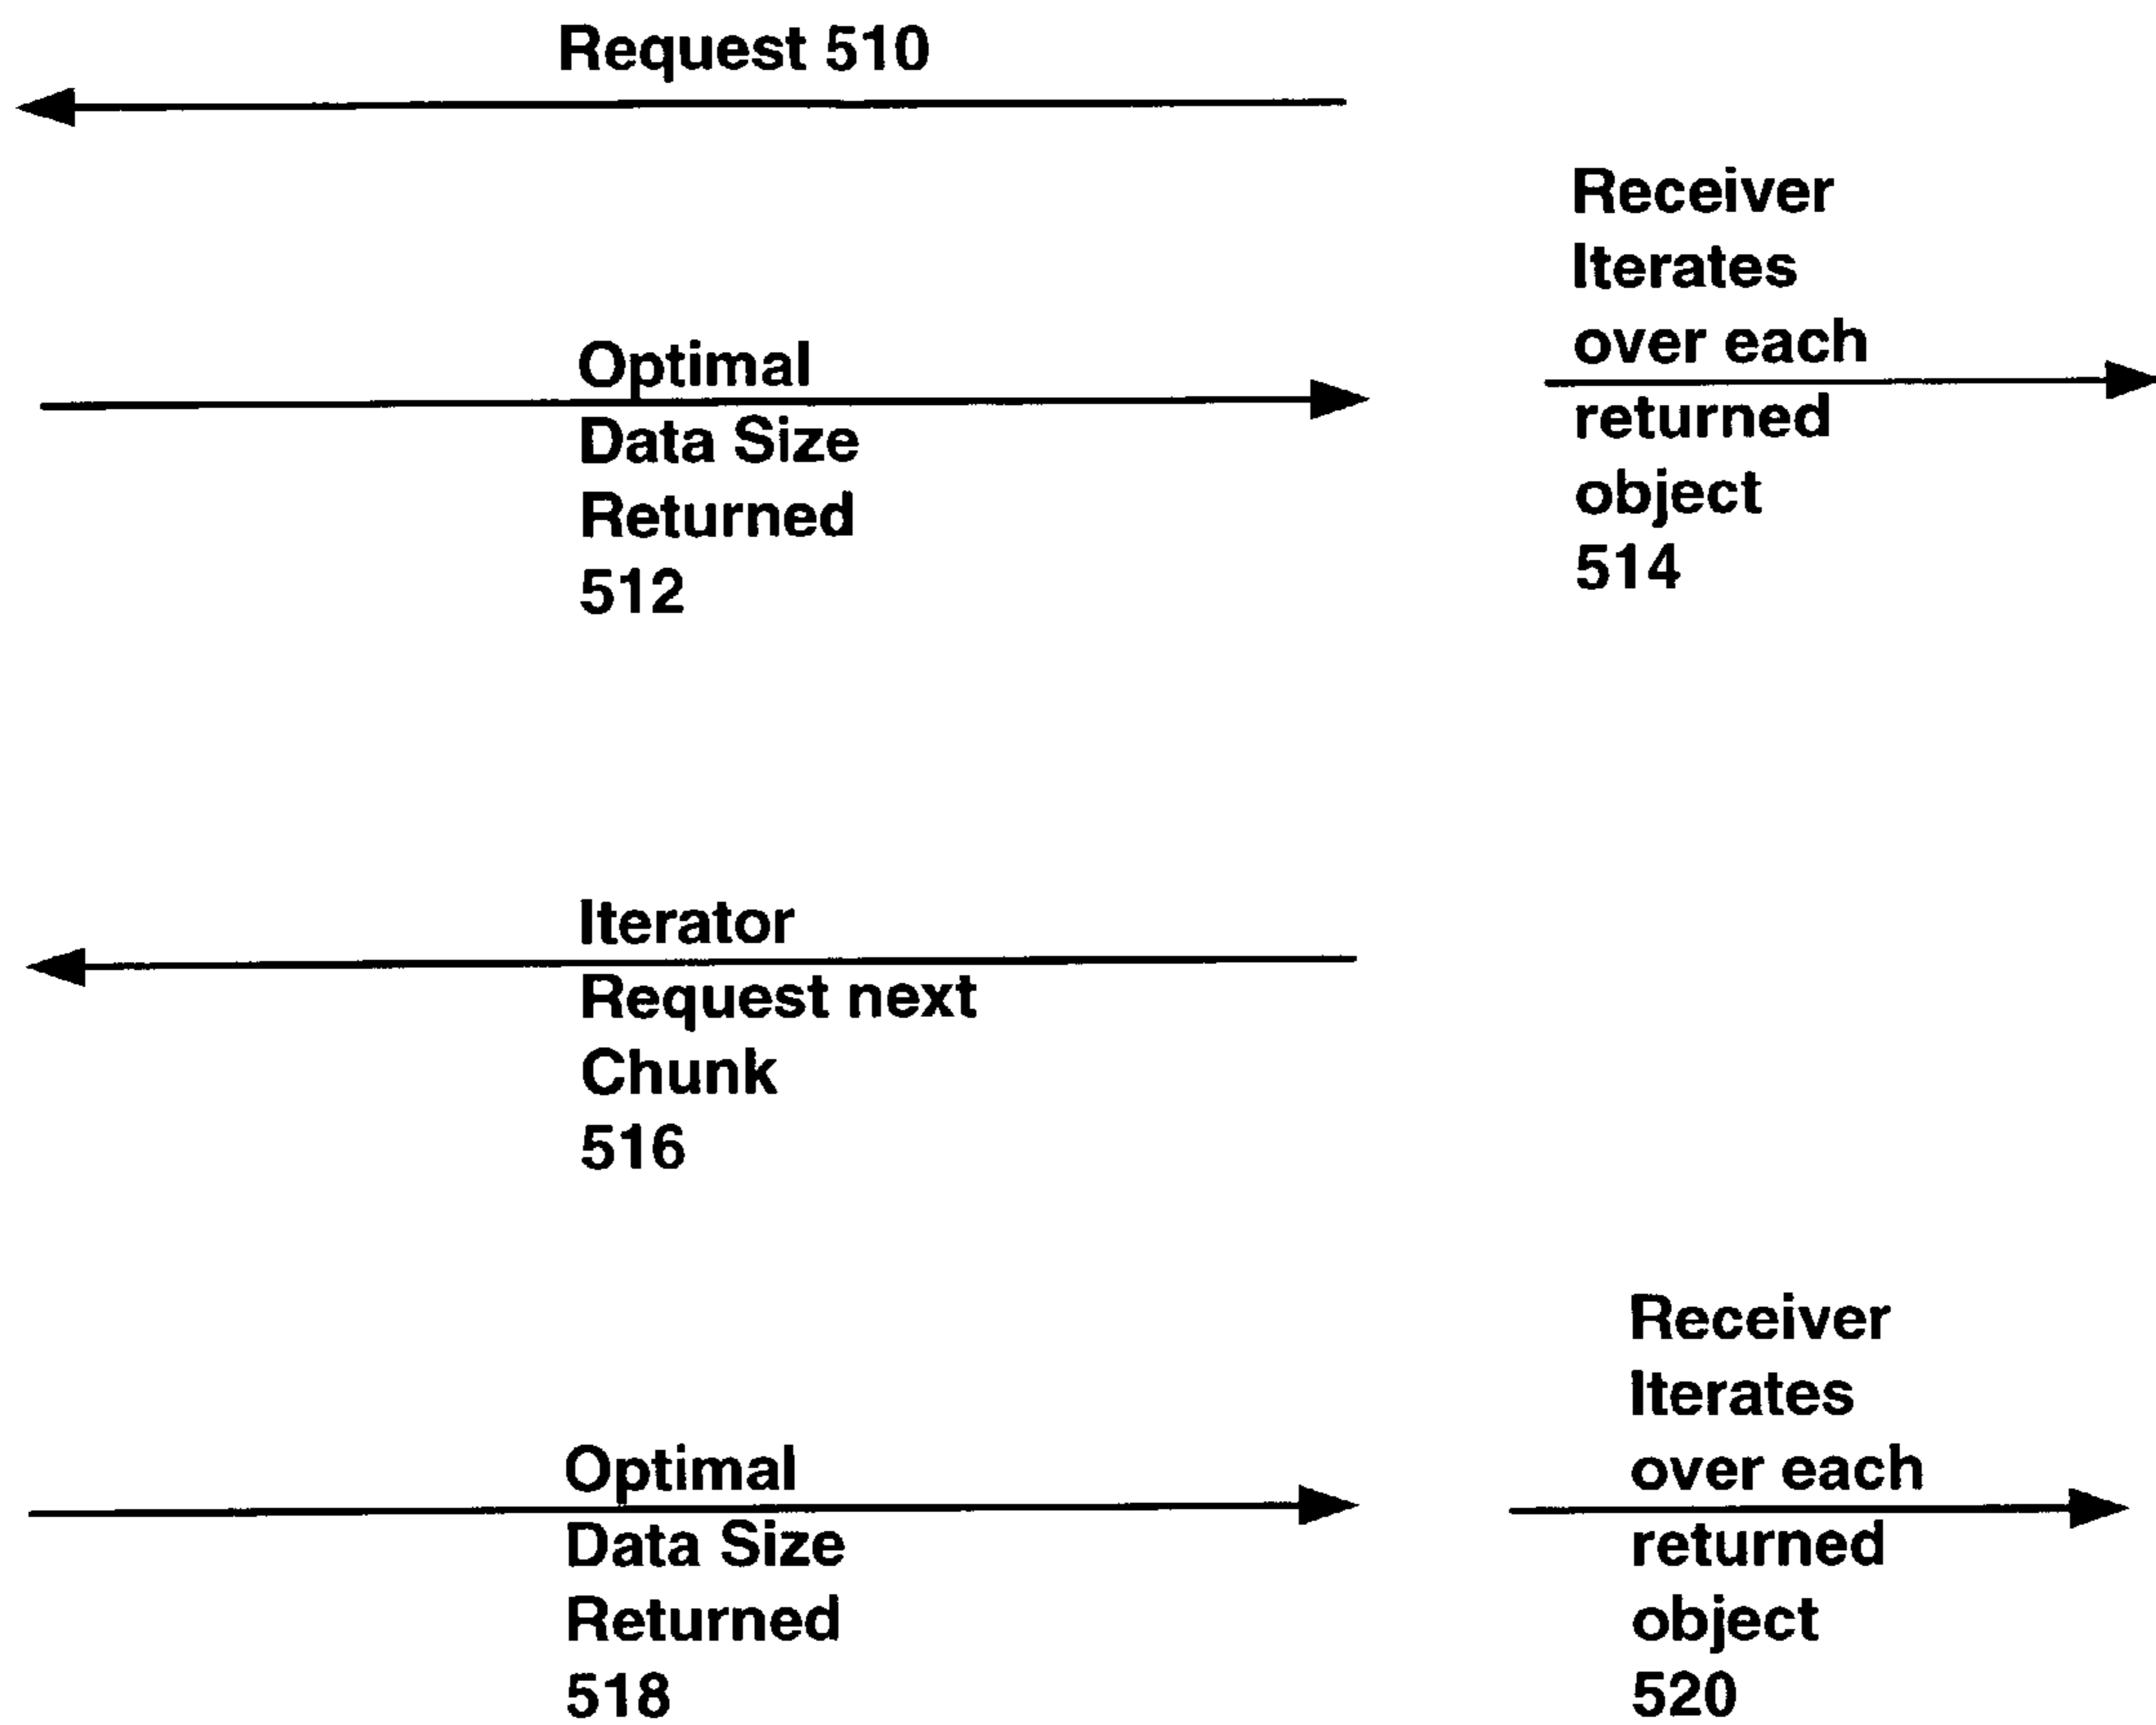 Request 510
Optimal
Data Size
Returned
512
Receiver
Iterates
over each
returned
object
514
Iterator
Request next
Chunk
516
Optimal
Data Size
Returned
518
Receiver
Iterates
over each
returned
object
520